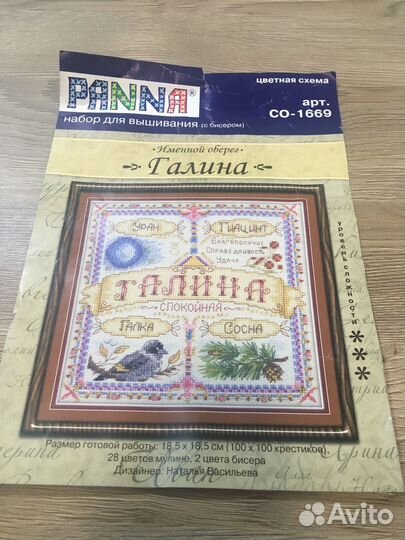 PANNA®
цветная схема
арт.
СО-1669
набор для вышивания (с бисером)
Именной оберег
Галина
УРАН
ГИАЦИНТ
БЛАГОПОЛУЧИЕ
СПРАВЕДЛИВОСТЬ
УДАЧА
ГАЛИНА
СПОКОЙНАЯ
ГАЛКА
СОСНА
уровень сложности
Размер готовой работы: 18,5 х 18,5 см (100 х 100 крестиков),
28 цветов мулине, 2 цвета бисера
Дизайнер: Наталья Васильева
Арина
Avito